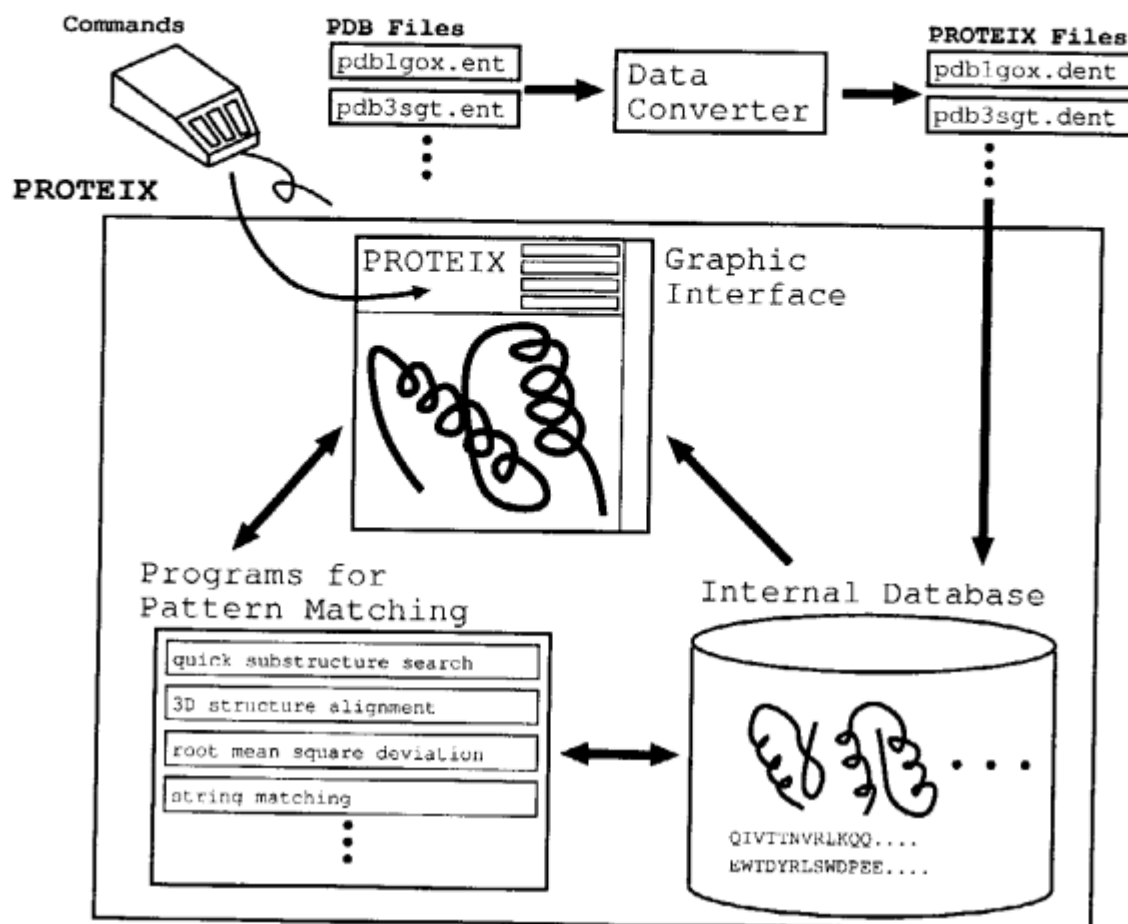 Commands
PDB Files
pdb1gox.ent
pdb3sgt.ent
Data
Converter
PROTEIX Files
pdb1gox.dent
pdb3sgt.dent
PROTEIX
PROTEIX
Graphic
Interface
Programs for
Pattern Matching
quick substructure search
3D structure alignment
root mean square deviation
string matching
Internal Database
QIVTTNVRLKQQ....
EWTDYRLSWDPEE....